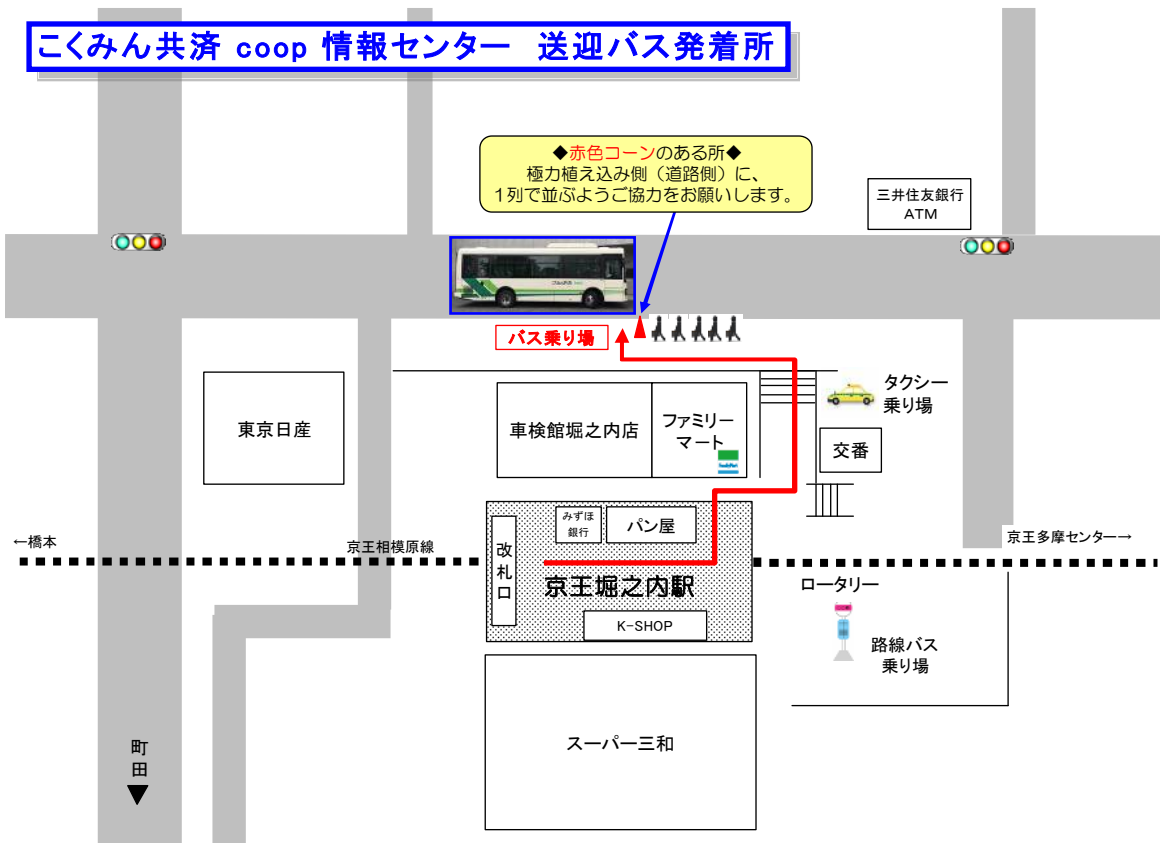 こくみん共済 coop 情報センター　送迎バス発着所
◆赤色コーンのある所◆
極力植え込み側（道路側）に、
１列で並ぶようご協力をお願いします。
三井住友銀行
ATM
バス乗り場
タクシー
乗り場
東京日産
車検館堀之内店
ファミリー
マート
FamilyMart
交番
みずほ
銀行
パン屋
改札口
←橋本
京王相模原線
京王多摩センター→
京王堀之内駅
K-SHOP
ロータリー
路線バス
乗り場
スーパー三和
町田